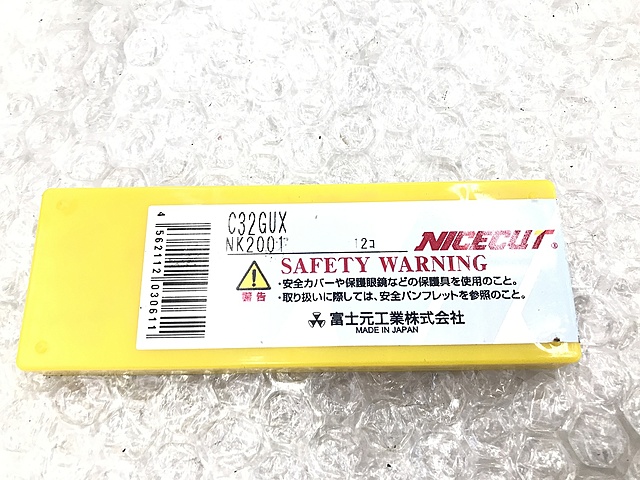 C32GUX
NK2001 12コ
NICECUT®
SAFETY WARNING
警告
・安全カバーや保護眼鏡などの保護具を使用のこと。
・取り扱いに際しては、安全パンフレットを参照のこと。
富士元工業株式会社
MADE IN JAPAN
4 562112 030611